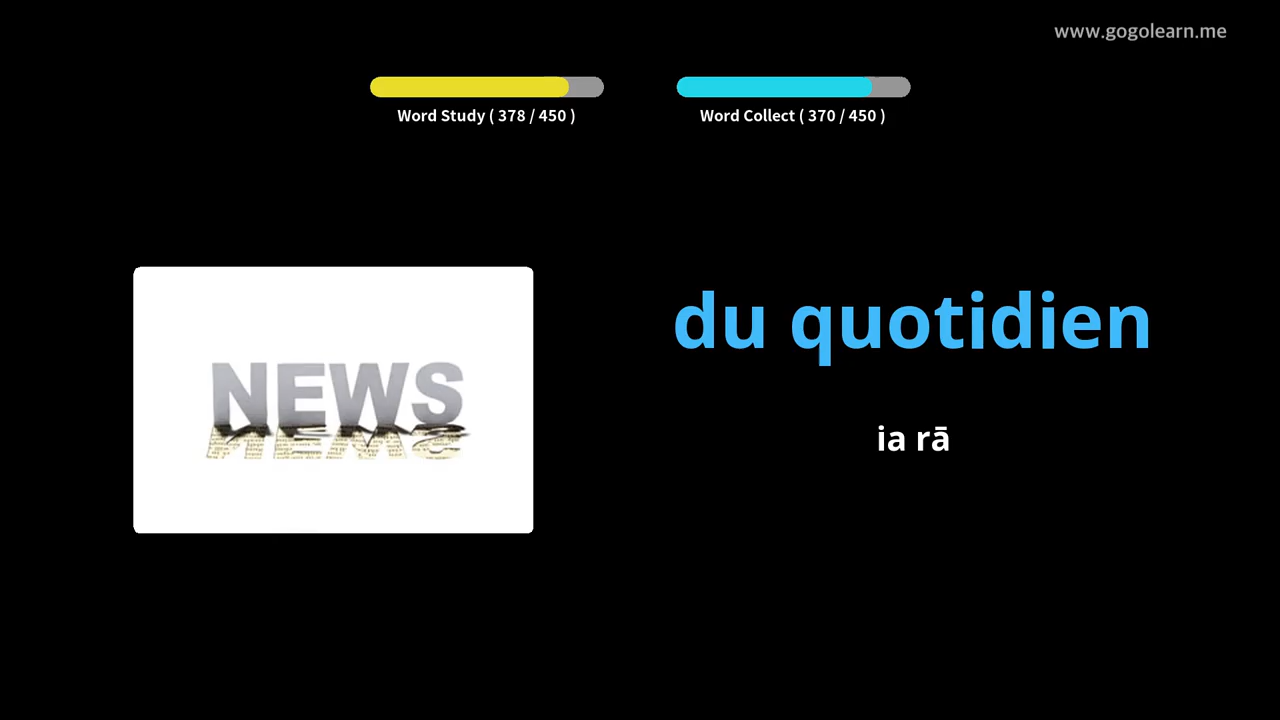 www.gogolearn.me
Word Study ( 378 / 450 )
Word Collect ( 370 / 450 )
NEWS
du quotidien
ia rā